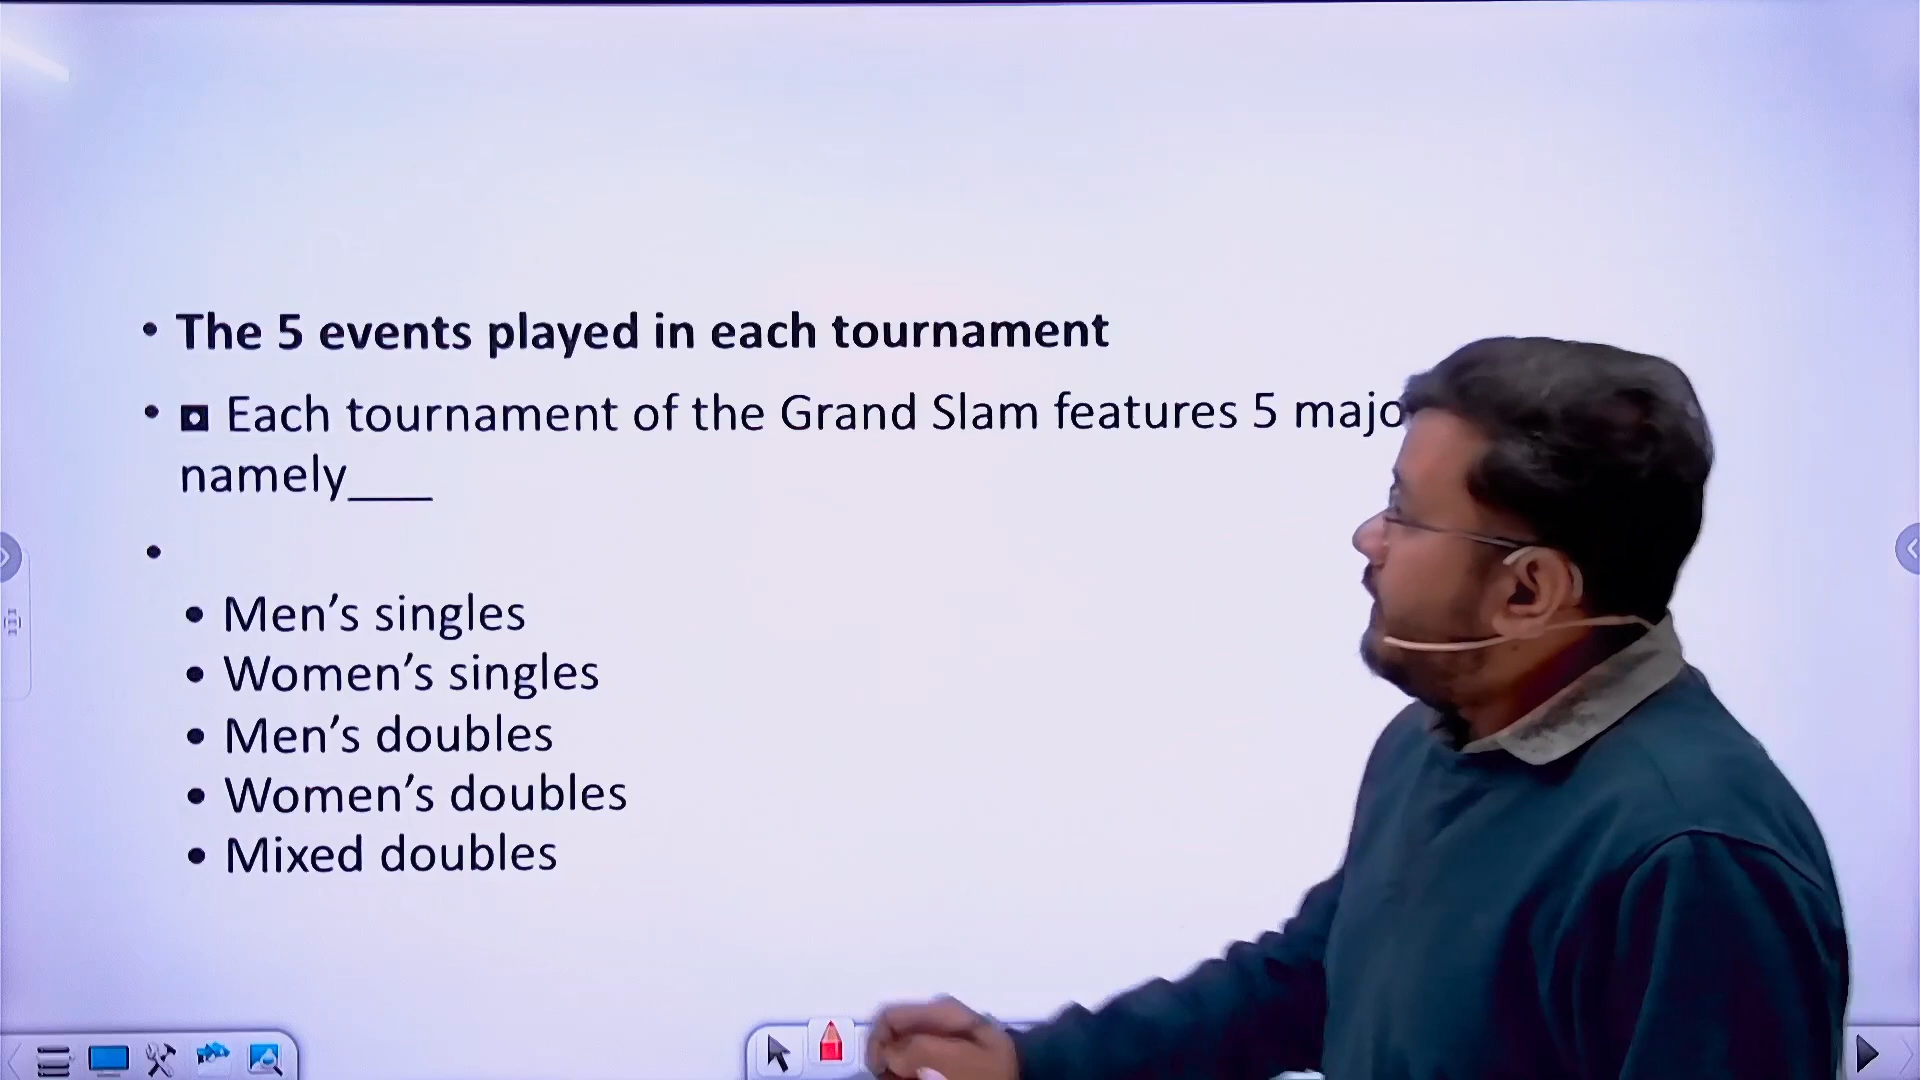 • The 5 events played in each tournament
• ◘ Each tournament of the Grand Slam features 5 majo
namely___
•
• Men’s singles
• Women’s singles
• Men’s doubles
• Women’s doubles
• Mixed doubles